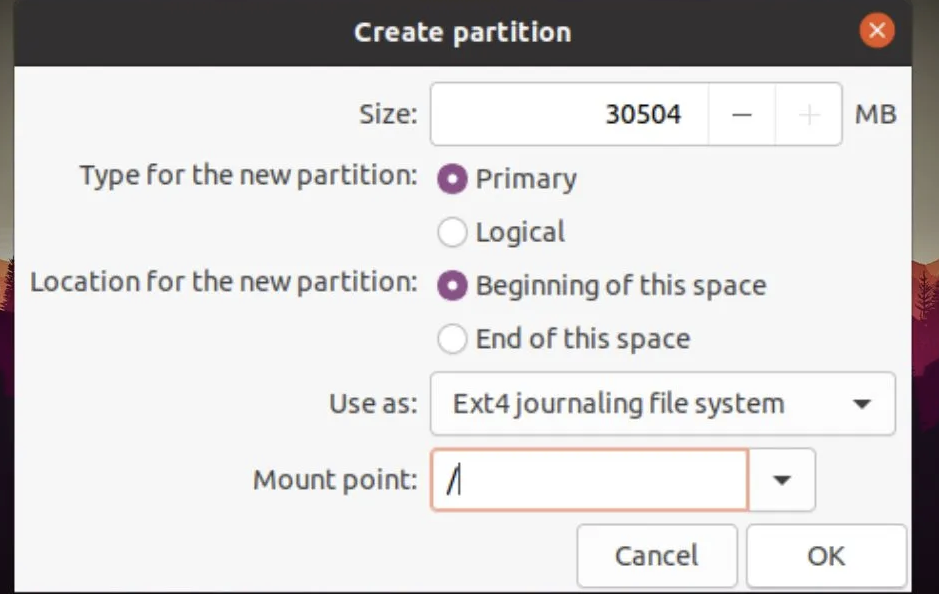 Create partition
Size: 30504 MB
Type for the new partition: Primary
Logical
Location for the new partition: Beginning of this space
End of this space
Use as: Ext4 journaling file system
Mount point: /
Cancel OK